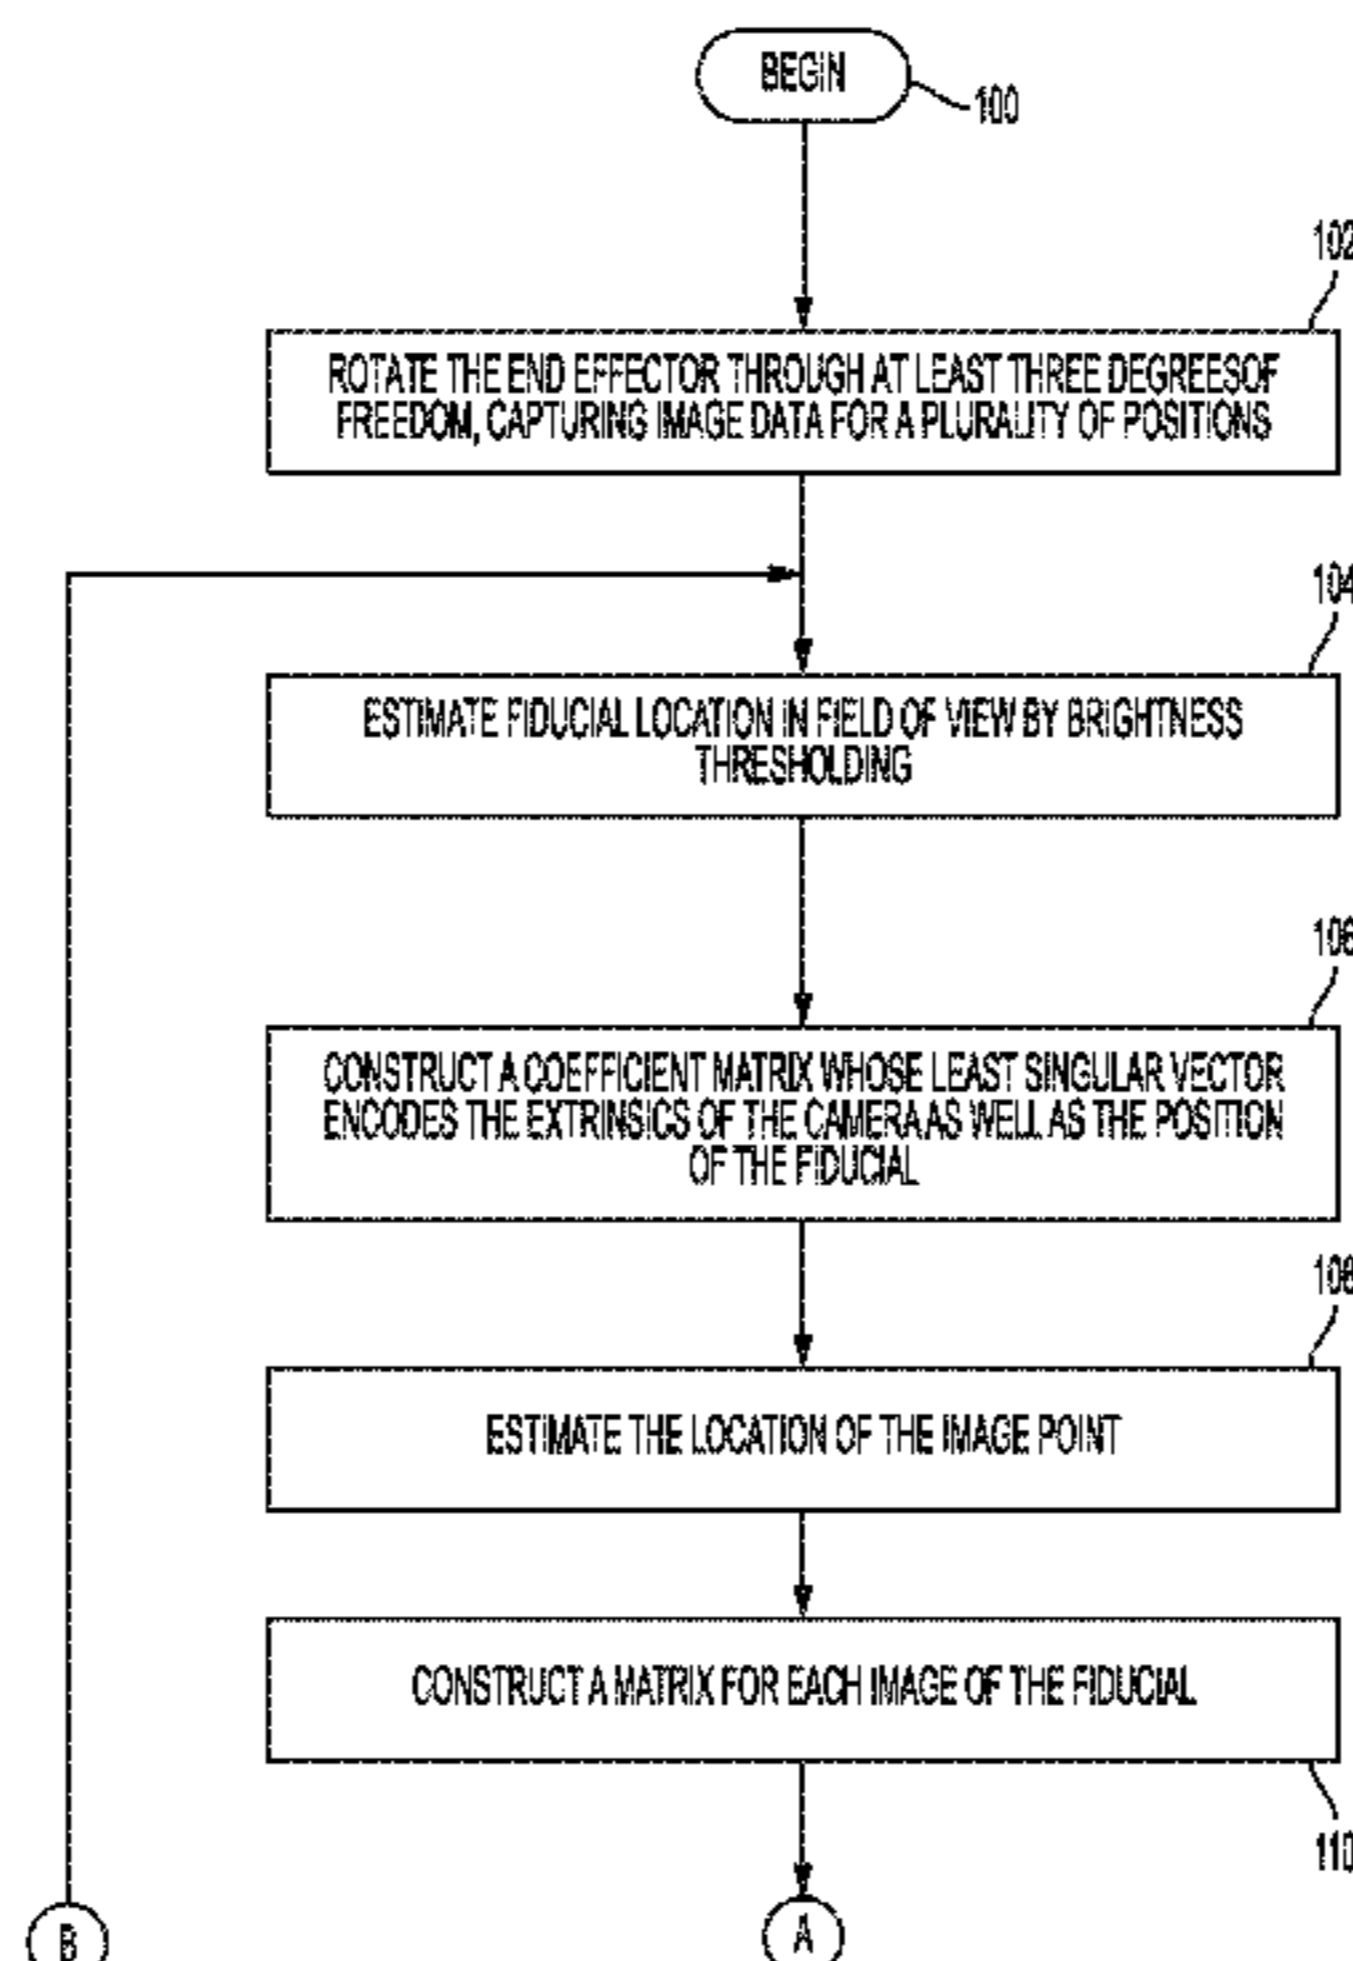 BEGIN
100
102
ROTATE THE END EFFECTOR THROUGH AT LEAST THREE DEGREESOF
FREEDOM, CAPTURING IMAGE DATA FOR A PLURALITY OF POSITIONS
104
ESTIMATE FIDUCIAL LOCATION IN FIELD OF VIEW BY BRIGHTNESS
THRESHOLDING
106
CONSTRUCT A COEFFICIENT MATRIX WHOSE LEAST SINGULAR VECTOR
ENCODES THE EXTRINSICS OF THE CAMERA AS WELL AS THE POSITION
OF THE FIDUCIAL
108
ESTIMATE THE LOCATION OF THE IMAGE POINT
CONSTRUCT A MATRIX FOR EACH IMAGE OF THE FIDUCIAL
110
B
A